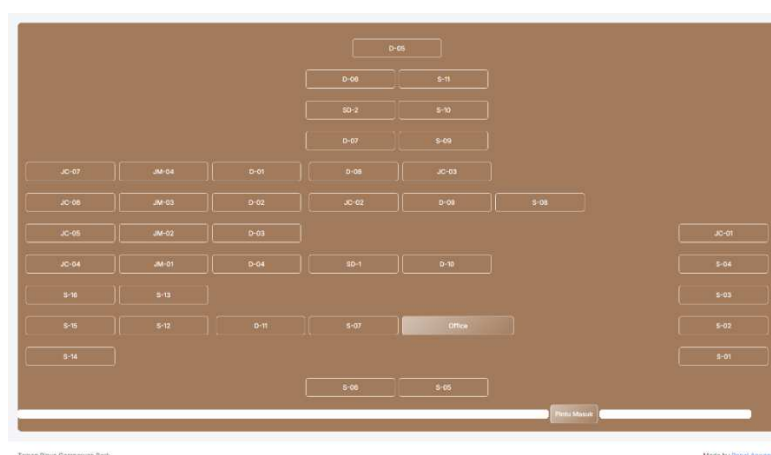 D-05
D-06 S-11
SD-2 S-10
D-07 S-09
JC-07 JM-04 D-01 D-08 JC-03
JC-06 JM-03 D-02 JC-02 D-09 S-08
JC-05 JM-02 D-03 JC-01
JC-04 JM-01 D-04 SD-1 D-10 S-04
S-16 S-13 S-03
S-15 S-12 D-11 S-07 Office S-02
S-14 S-01
S-06 S-05
Pintu Masuk